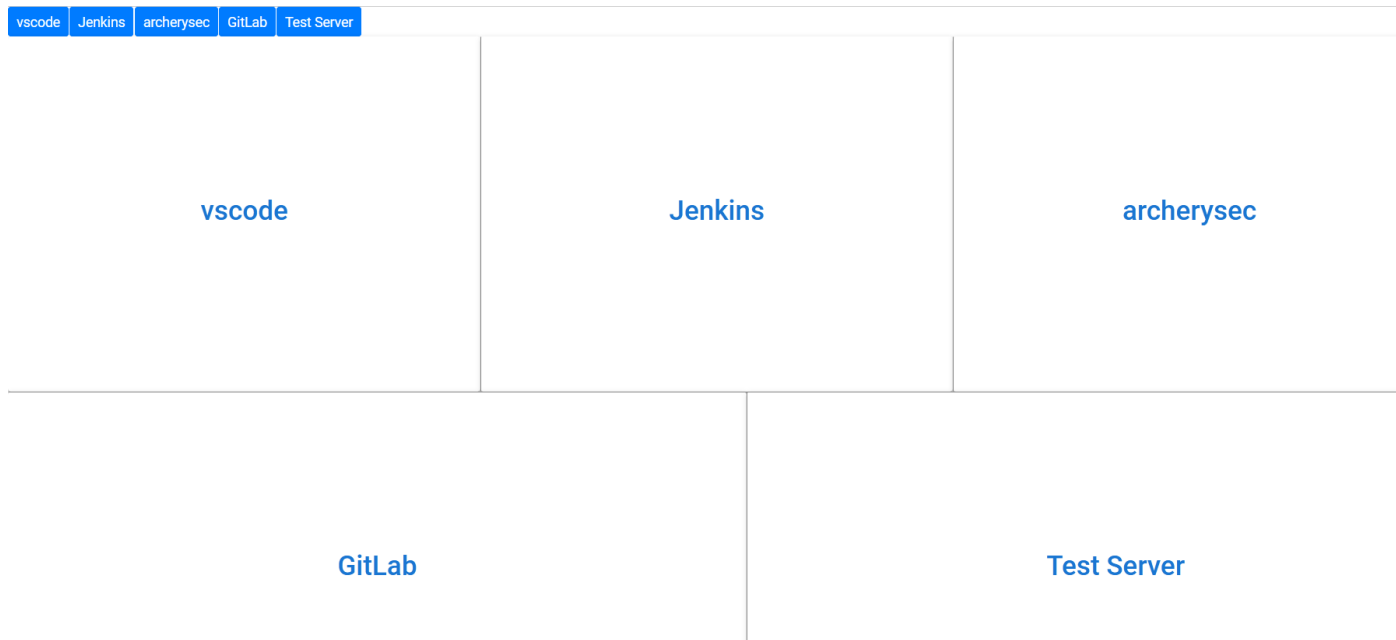 vscode Jenkins archerysec GitLab Test Server
vscode Jenkins archerysec
GitLab Test Server